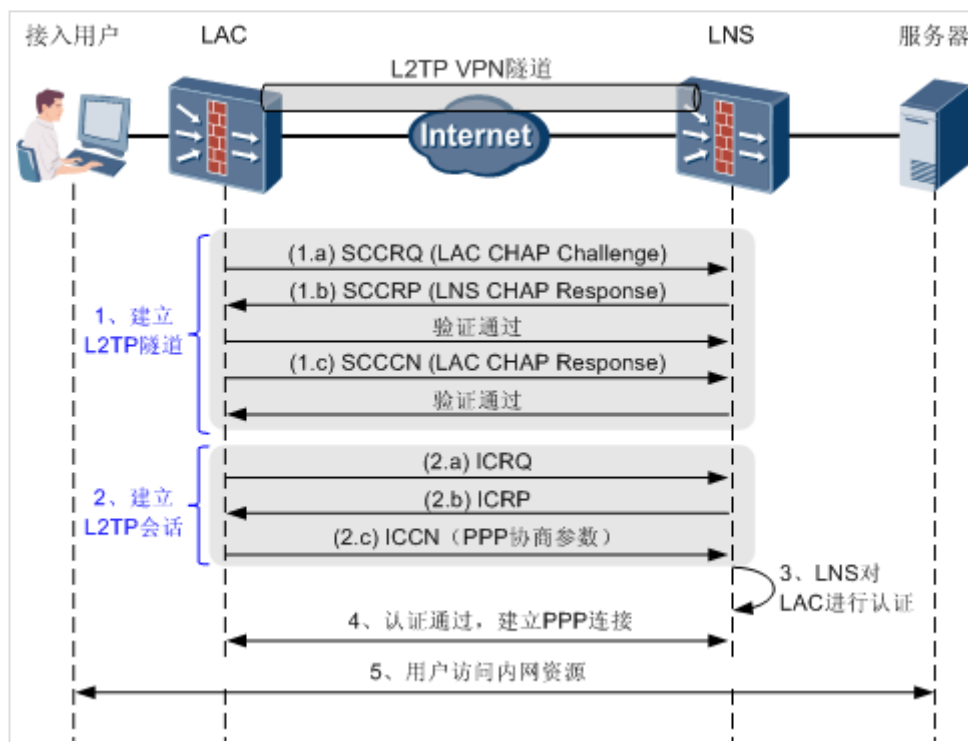 接入用户
LAC
LNS
服务器
L2TP VPN隧道
Internet
(1.a) SCCRQ (LAC CHAP Challenge)
(1.b) SCCRP (LNS CHAP Response)
验证通过
(1.c) SCCCN (LAC CHAP Response)
验证通过
1、建立
L2TP隧道
(2.a) ICRQ
(2.b) ICRP
(2.c) ICCN（PPP协商参数）
2、建立
L2TP会话
3、LNS对
LAC进行认证
4、认证通过，建立PPP连接
5、用户访问内网资源